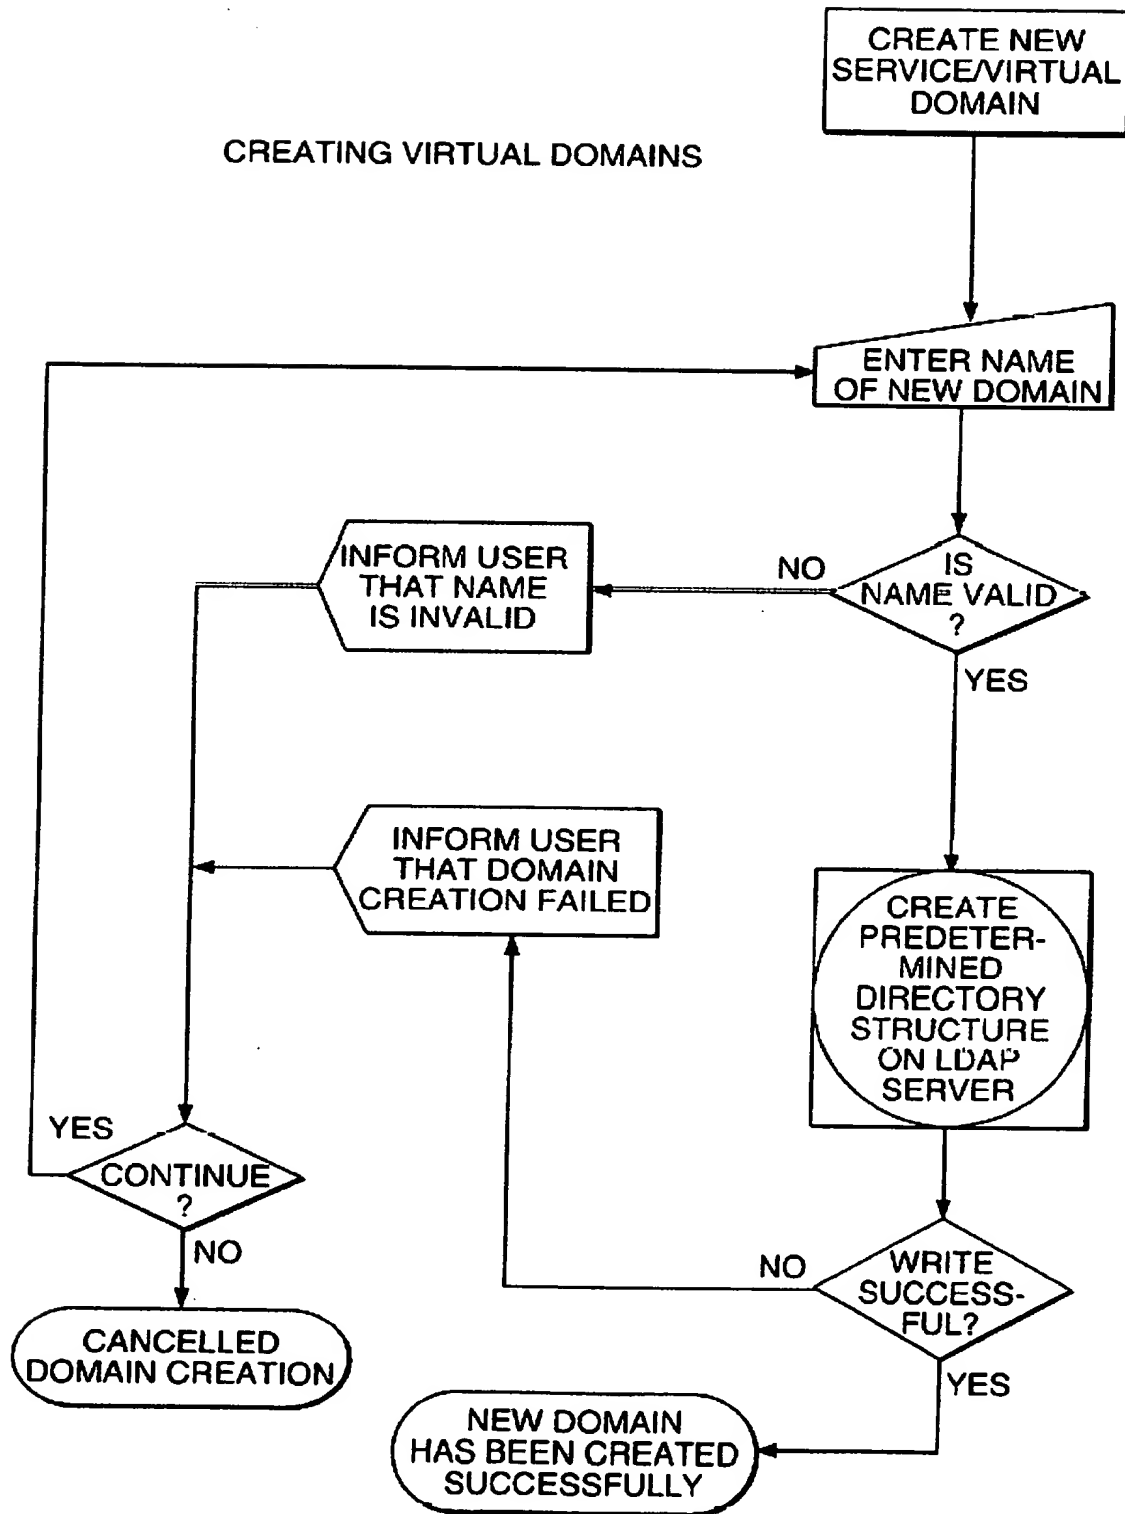 CREATE NEW
SERVICE/VIRTUAL
DOMAIN
CREATING VIRTUAL DOMAINS
ENTER NAME
OF NEW DOMAIN
IS
NAME VALID
?
NO
YES
INFORM USER
THAT NAME
IS INVALID
INFORM USER
THAT DOMAIN
CREATION FAILED
CREATE
PREDETER-
MINED
DIRECTORY
STRUCTURE
ON LDAP
SERVER
YES
CONTINUE
?
NO
CANCELLED
DOMAIN CREATION
NO
WRITE
SUCCESS-
FUL?
YES
NEW DOMAIN
HAS BEEN CREATED
SUCCESSFULLY